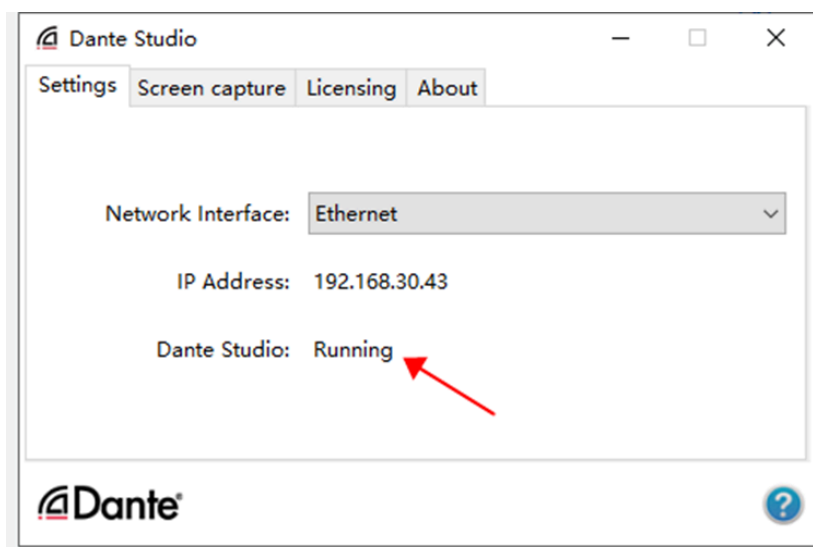 Dante Studio
Settings Screen capture Licensing About
Network Interface: Ethernet
IP Address: 192.168.30.43
Dante Studio: Running
Dante®
?